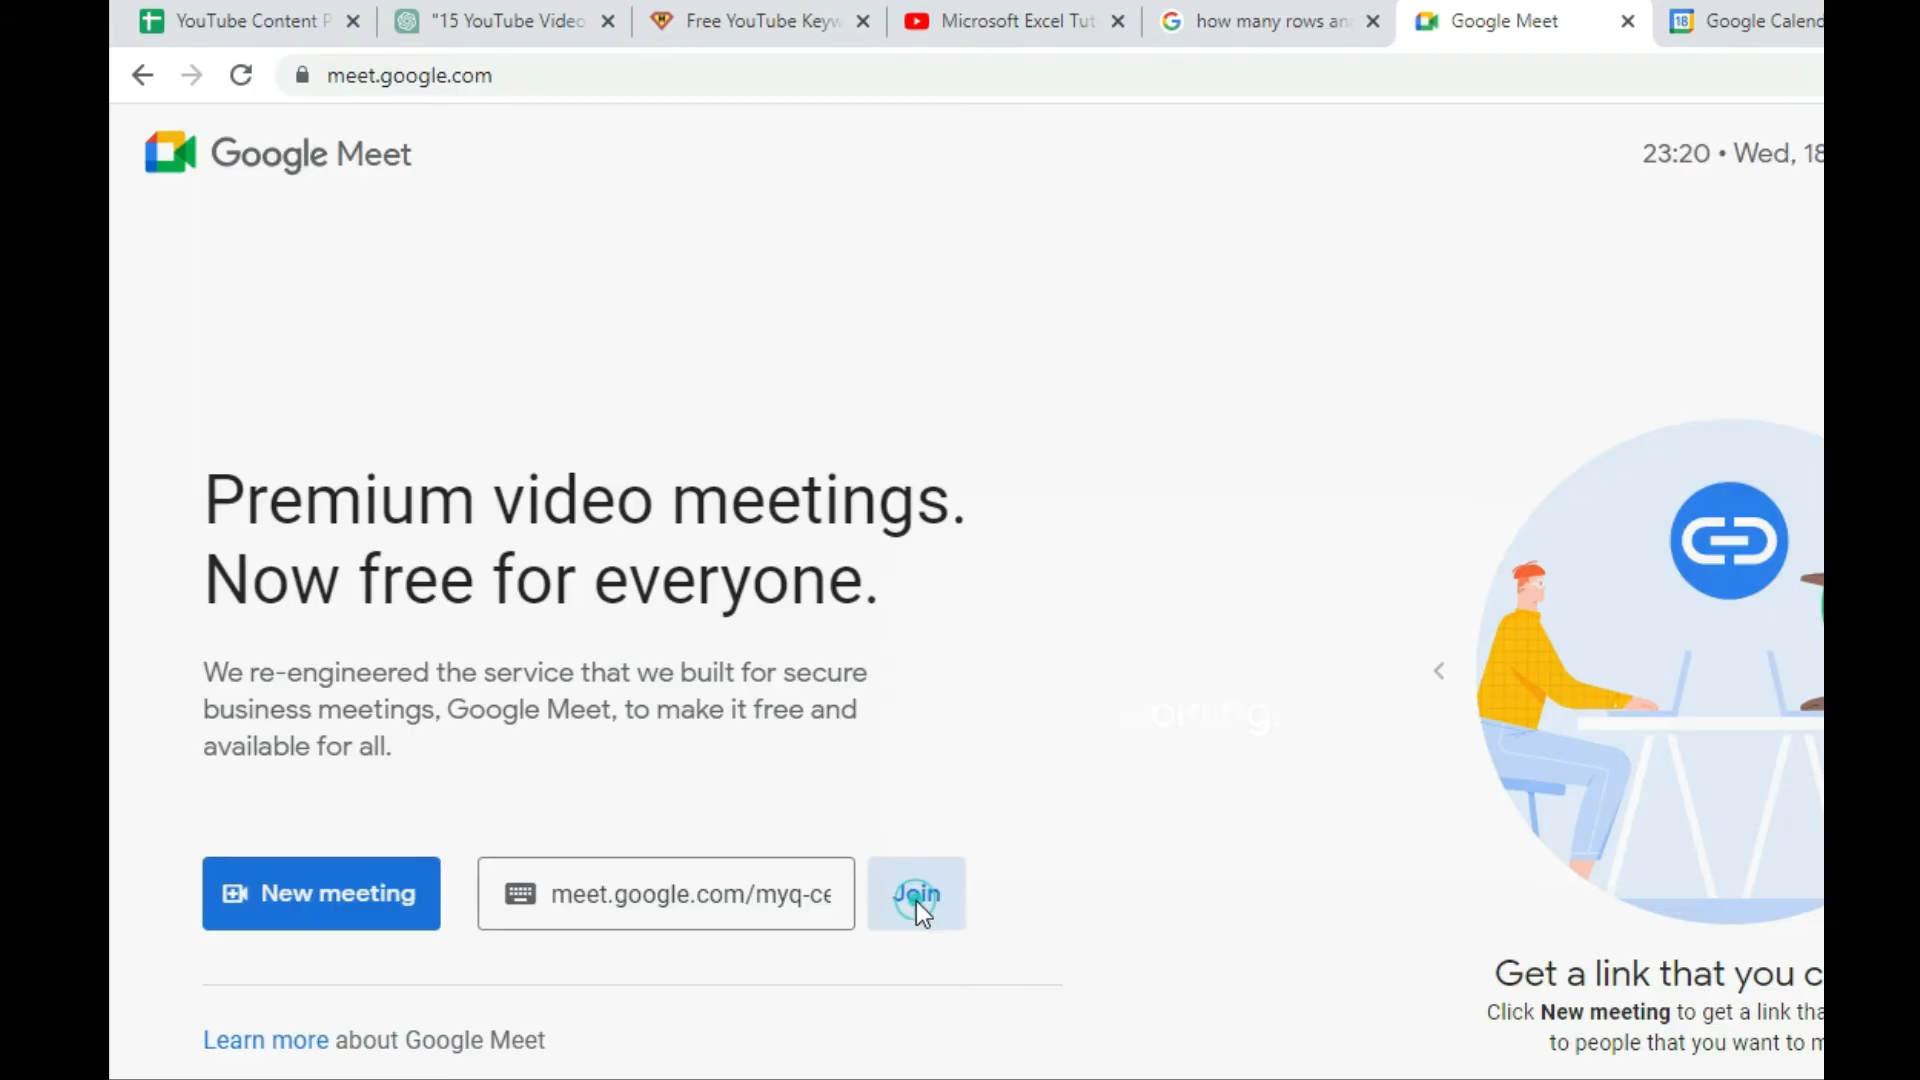 YouTube Content P
"15 YouTube Video
Free YouTube Keyw
Microsoft Excel Tut
how many rows an
Google Meet
18
Google Calend
meet.google.com
Google Meet
23:20 • Wed, 18
Premium video meetings.
Now free for everyone.
We re-engineered the service that we built for secure
business meetings, Google Meet, to make it free and
available for all.
New meeting
meet.google.com/myq-ce
Join
Learn more about Google Meet
Get a link that you c
Click New meeting to get a link tha
to people that you want to m